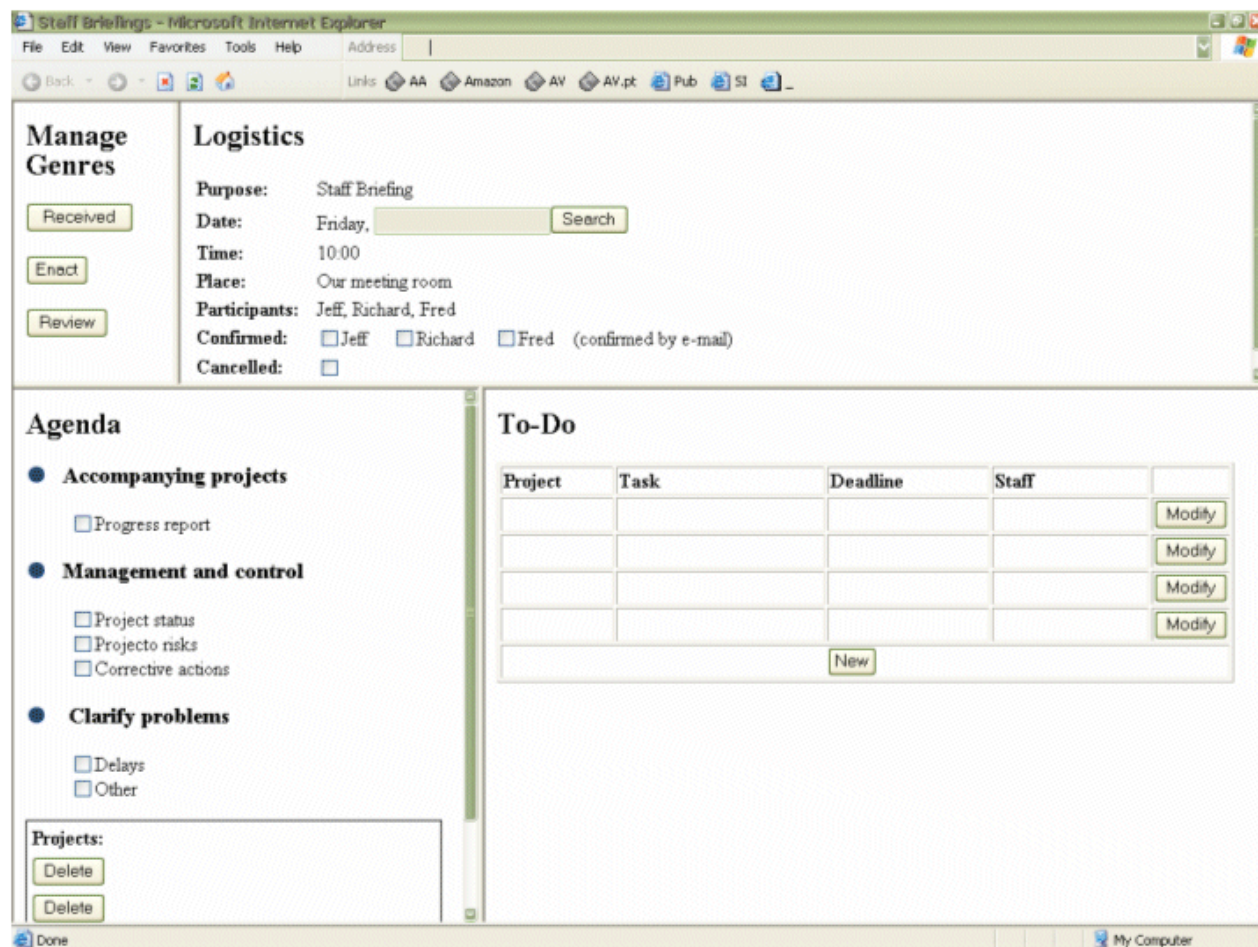 Staff Briefings - Microsoft Internet Explorer
File Edit View Favorites Tools Help Address
Back Links AA Amazon AV AV.pt Pub SI _
Manage
Genres
Received
Enact
Review
Logistics
Purpose: Staff Briefing
Date: Friday, Search
Time: 10:00
Place: Our meeting room
Participants: Jeff, Richard, Fred
Confirmed: Jeff Richard Fred (confirmed by e-mail)
Cancelled:
Agenda
Accompanying projects
Progress report
Management and control
Project status
Projecto risks
Corrective actions
Clarify problems
Delays
Other
Projects:
Delete
Delete
To-Do
Project Task Deadline Staff
Modify
Modify
Modify
Modify
New
Done My Computer